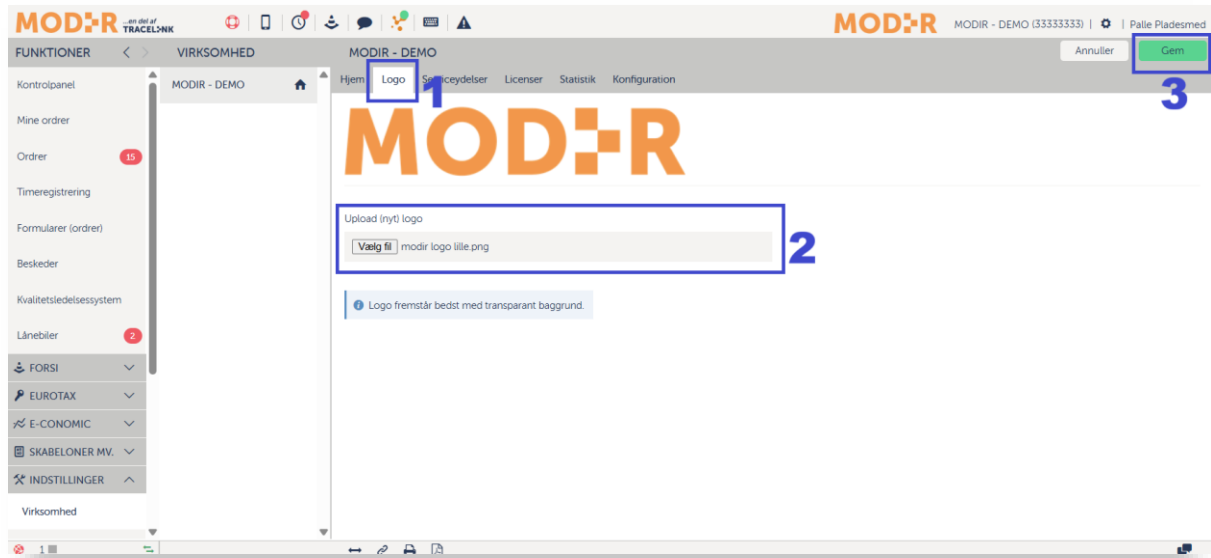 MODIR ...en del af TRACELINK
MODIR MODIR - DEMO (33333333) | Palle Pladesmed
FUNKTIONER < > VIRKSOMHED MODIR - DEMO Annuller Gem
3
Kontrolpanel
Mine ordrer
Ordrer 15
Timeregistrering
Formularer (ordrer)
Beskeder
Kvalitetsledelsessystem
Lånebiler 2
FORSI
EUROTAX
E-CONOMIC
SKABELONER MV.
INDSTILLINGER
Virksomhed
1
MODIR - DEMO
Hjem Logo Serviceydelser Licenser Statistik Konfiguration
1
MODIR
Upload (nyt) logo
Vælg fil modir logo lille.png
2
Logo fremstår bedst med transparant baggrund.